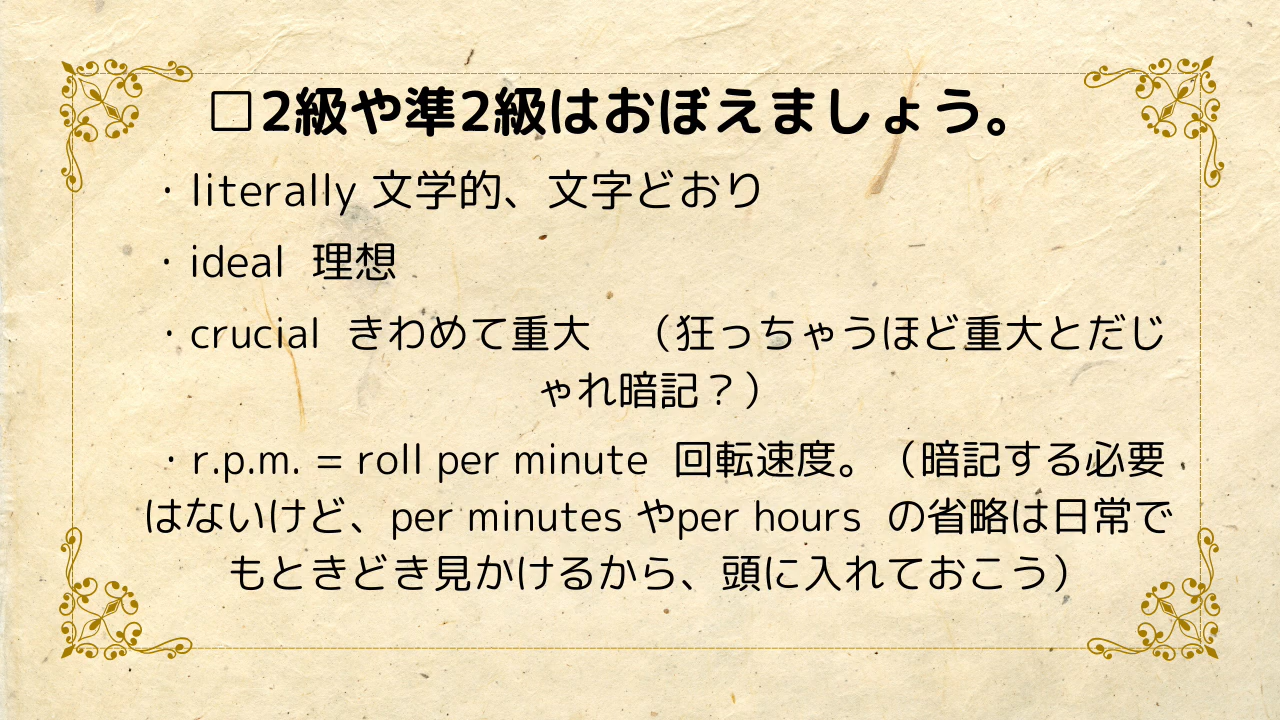 □2級や準2級はおぼえましょう。
・literally 文学的、文字どおり
・ideal 理想
・crucial きわめて重大　（狂っちゃうほど重大とだじ
ゃれ暗記？）
・r.p.m. = roll per minute 回転速度。（暗記する必要
はないけど、per minutes やper hours の省略は日常で
もときどき見かけるから、頭に入れておこう）